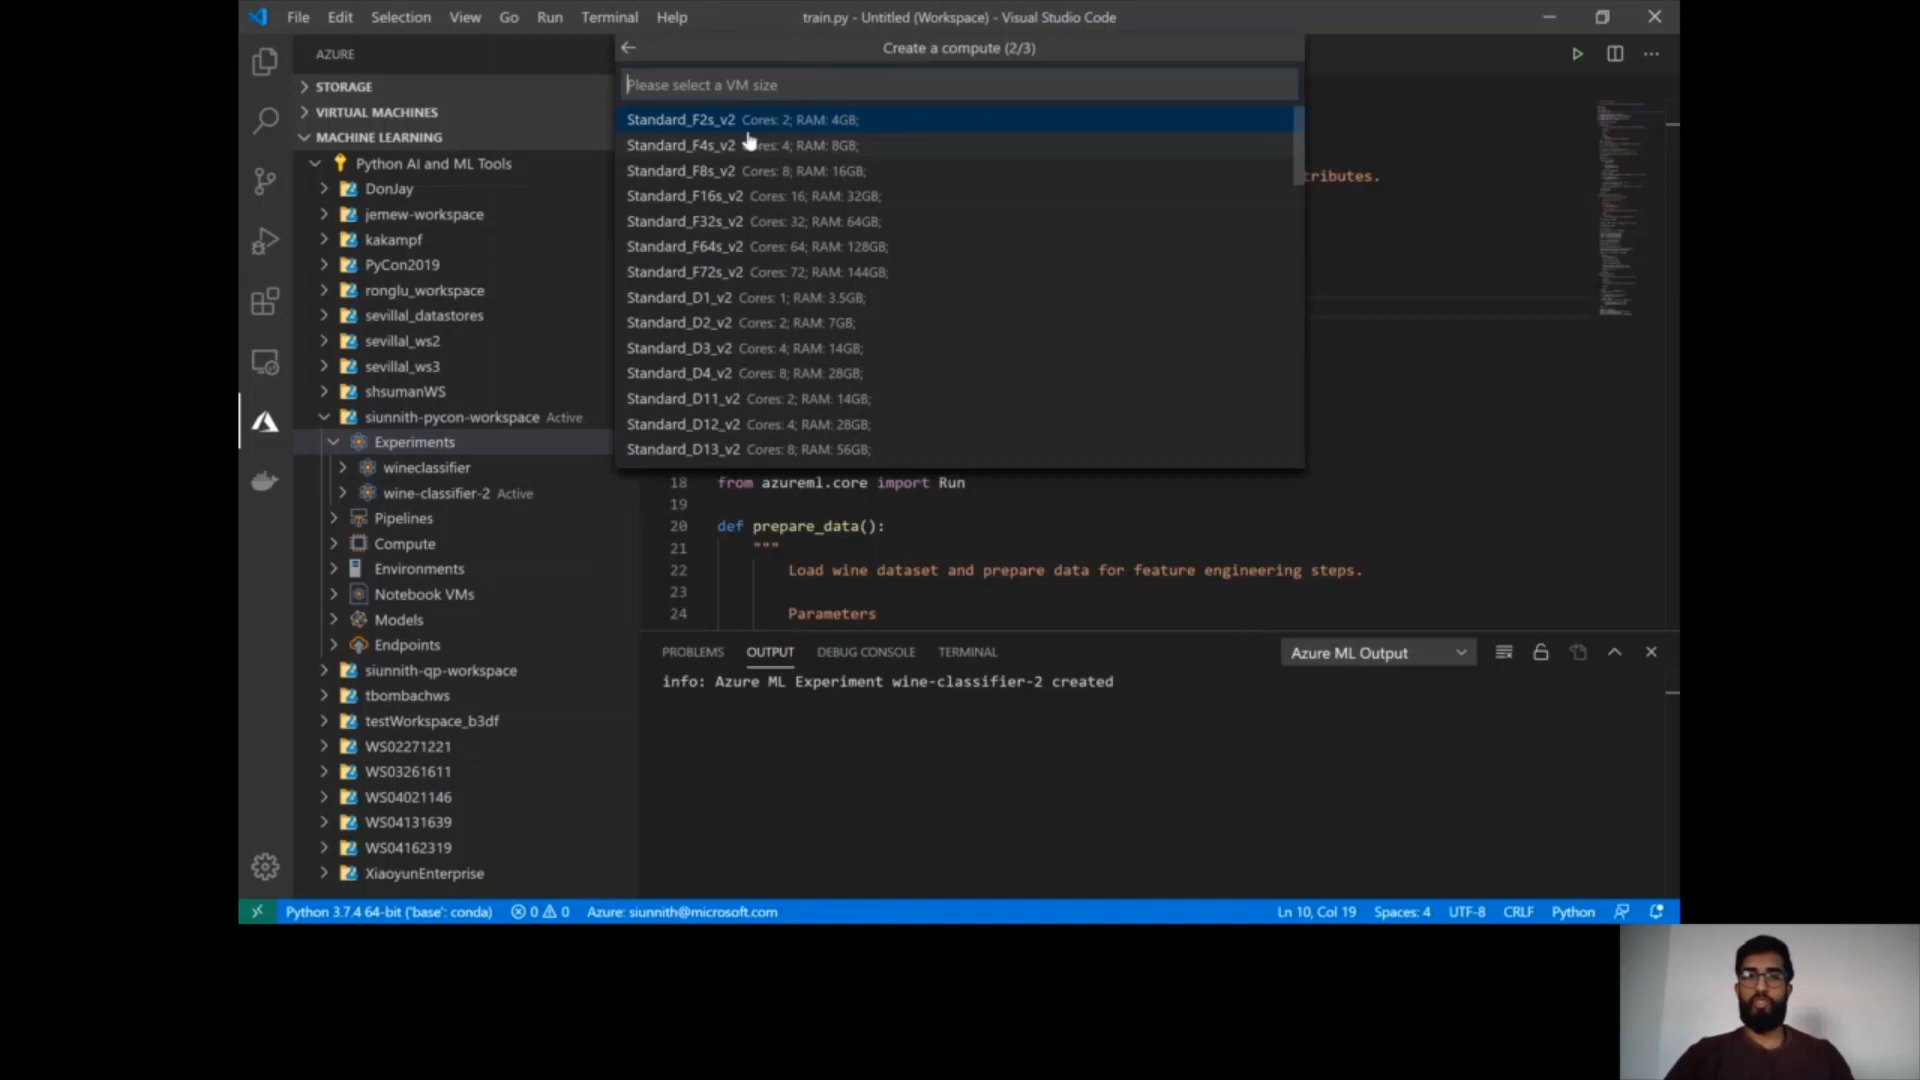 File Edit Selection View Go Run Terminal Help
train.py - Untitled (Workspace) - Visual Studio Code
AZURE
STORAGE
VIRTUAL MACHINES
MACHINE LEARNING
Python AI and ML Tools
DonJay
jemew-workspace
kakampf
PyCon2019
ronglu_workspace
sevillal_datastores
sevillal_ws2
sevillal_ws3
shsumanWS
siunnith-pycon-workspace Active
Experiments
wineclassifier
wine-classifier-2 Active
Pipelines
Compute
Environments
Notebook VMs
Models
Endpoints
siunnith-qp-workspace
tbombachws
testWorkspace_b3df
WS02271221
WS03261611
WS04021146
WS04131639
WS04162319
XiaoyunEnterprise
Create a compute (2/3)
Please select a VM size
Standard_F2s_v2 Cores: 2; RAM: 4GB;
Standard_F4s_v2 res: 4; RAM: 8GB;
Standard_F8s_v2 Cores: 8; RAM: 16GB;
Standard_F16s_v2 Cores: 16; RAM: 32GB;
Standard_F32s_v2 Cores: 32; RAM: 64GB;
Standard_F64s_v2 Cores: 64; RAM: 128GB;
Standard_F72s_v2 Cores: 72; RAM: 144GB;
Standard_D1_v2 Cores: 1; RAM: 3.5GB;
Standard_D2_v2 Cores: 2; RAM: 7GB;
Standard_D3_v2 Cores: 4; RAM: 14GB;
Standard_D4_v2 Cores: 8; RAM: 28GB;
Standard_D11_v2 Cores: 2; RAM: 14GB;
Standard_D12_v2 Cores: 4; RAM: 28GB;
Standard_D13_v2 Cores: 8; RAM: 56GB;
tributes.
18 from azureml.core import Run
19
20 def prepare_data():
21 """
22 Load wine dataset and prepare data for feature engineering steps.
23
24 Parameters
PROBLEMS OUTPUT DEBUG CONSOLE TERMINAL
Azure ML Output
info: Azure ML Experiment wine-classifier-2 created
Python 3.7.4 64-bit ('base': conda) 0 0 Azure: siunnith@microsoft.com
Ln 10, Col 19 Spaces: 4 UTF-8 CRLF Python